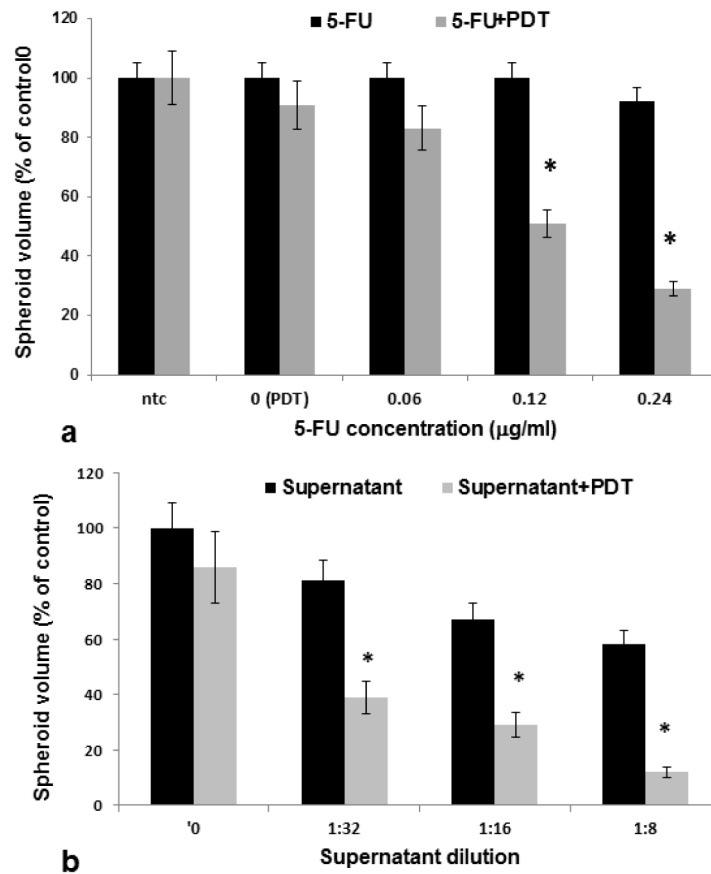 120
5-FU 5-FU+PDT
100
80
60
40
20
0
* *
Spheroid volume (% of control0
ntc 0 (PDT) 0.06 0.12 0.24
5-FU concentration (μg/ml)
a
120
Supernatant Supernatant+PDT
100
80
60
40
20
0
* * *
Spheroid volume (% of control)
'0 1:32 1:16 1:8
Supernatant dilution
b